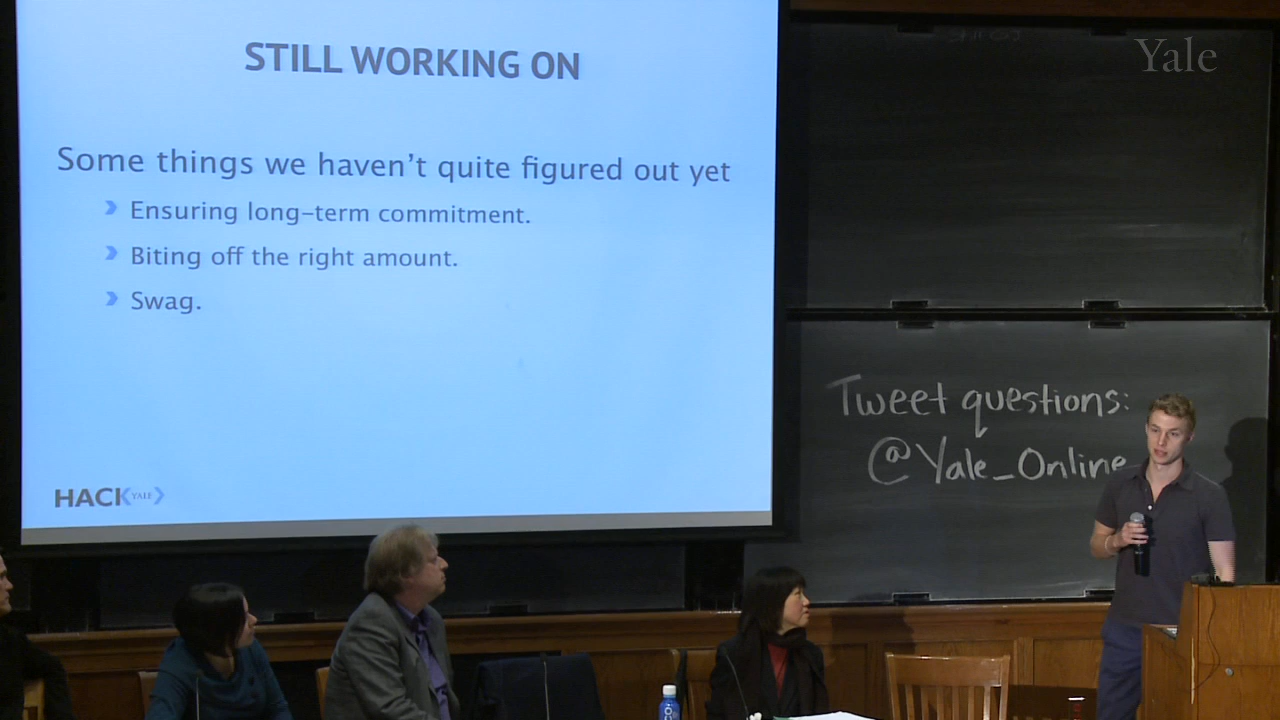 STILL WORKING ON
Some things we haven't quite figured out yet
Ensuring long-term commitment.
Biting off the right amount.
Swag.
HACK YALE
Yale
Tweet questions:
@Yale_Online